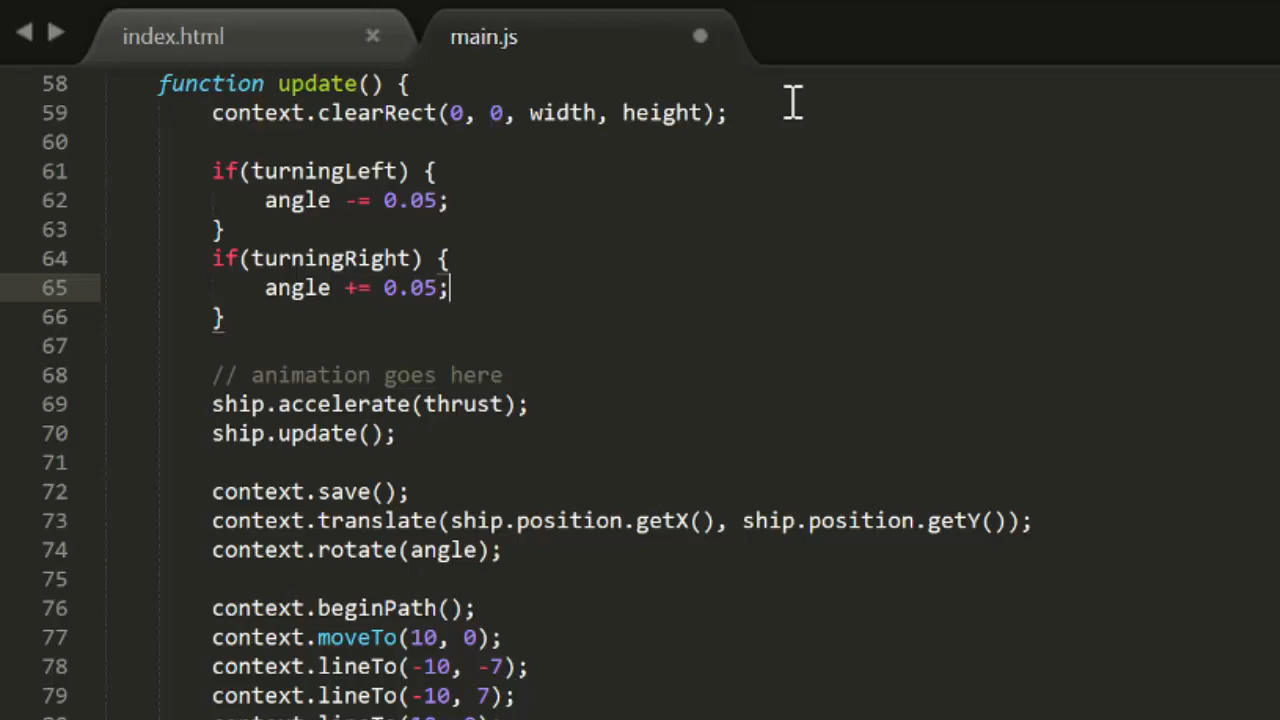 index.html
main.js
58 function update() {
59 context.clearRect(0, 0, width, height);
60
61 if(turningLeft) {
62 angle -= 0.05;
63 }
64 if(turningRight) {
65 angle += 0.05;
66 }
67
68 // animation goes here
69 ship.accelerate(thrust);
70 ship.update();
71
72 context.save();
73 context.translate(ship.position.getX(), ship.position.getY());
74 context.rotate(angle);
75
76 context.beginPath();
77 context.moveTo(10, 0);
78 context.lineTo(-10, -7);
79 context.lineTo(-10, 7);